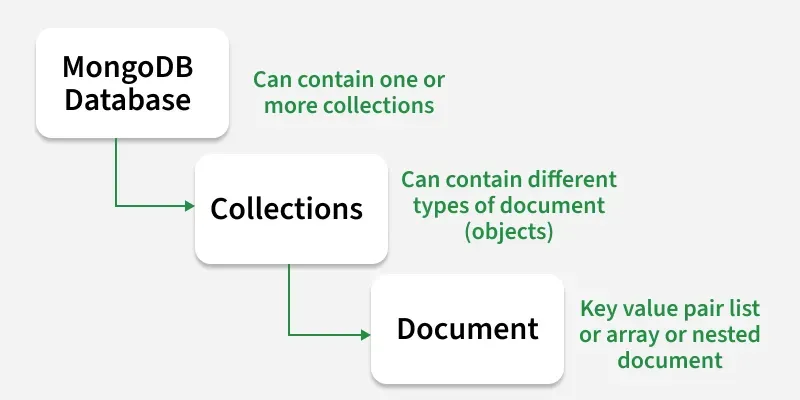 MongoDB
Database
Can contain one or
more collections
Collections
Can contain different
types of document
(objects)
Document
Key value pair list
or array or nested
document